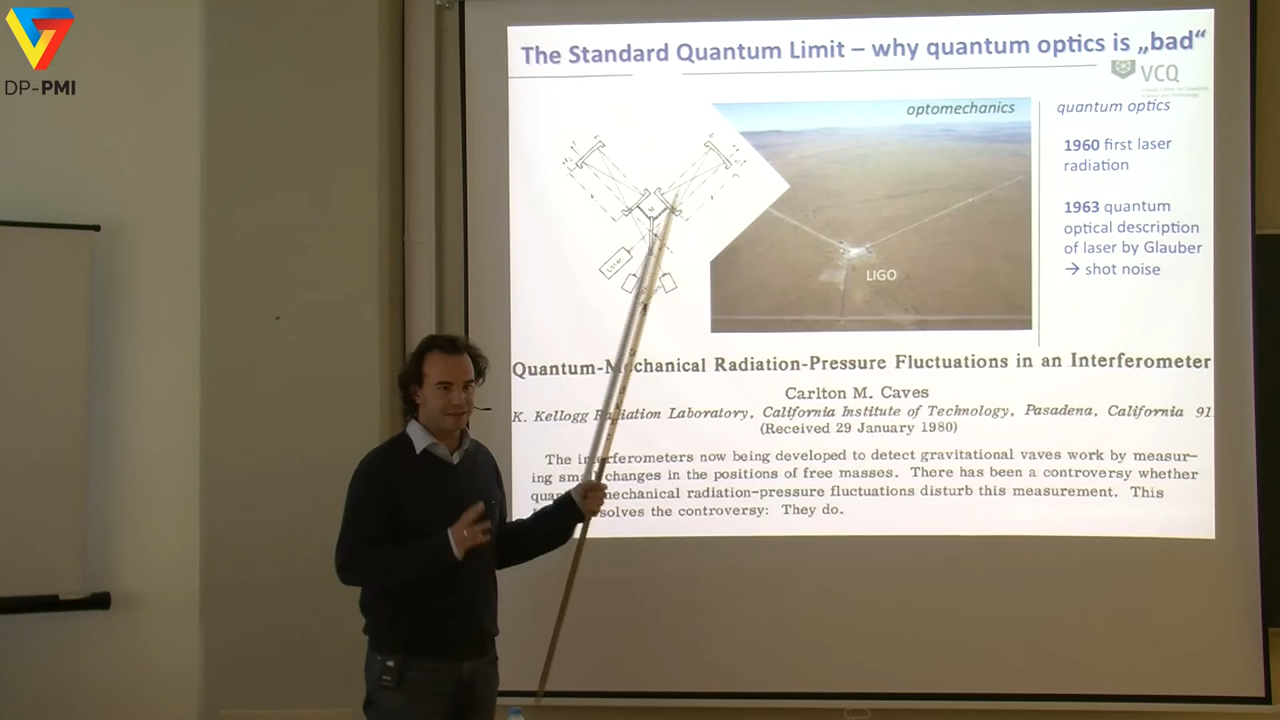 DP-PMI
The Standard Quantum Limit – why quantum optics is „bad“
VCQ
optomechanics
quantum optics
1960 first laser
radiation
1963 quantum
optical description
of laser by Glauber
→ shot noise
Laser
LIGO
Quantum-Mechanical Radiation-Pressure Fluctuations in an Interferometer
Carlton M. Caves
K. Kellogg Radiation Laboratory, California Institute of Technology, Pasadena, California 91
(Received 29 January 1980)
The interferometers now being developed to detect gravitational vaves work by measur-
ing small changes in the positions of free masses. There has been a controversy whether
mechanical radiation-pressure fluctuations disturb this measurement. This
solves the controversy: They do.